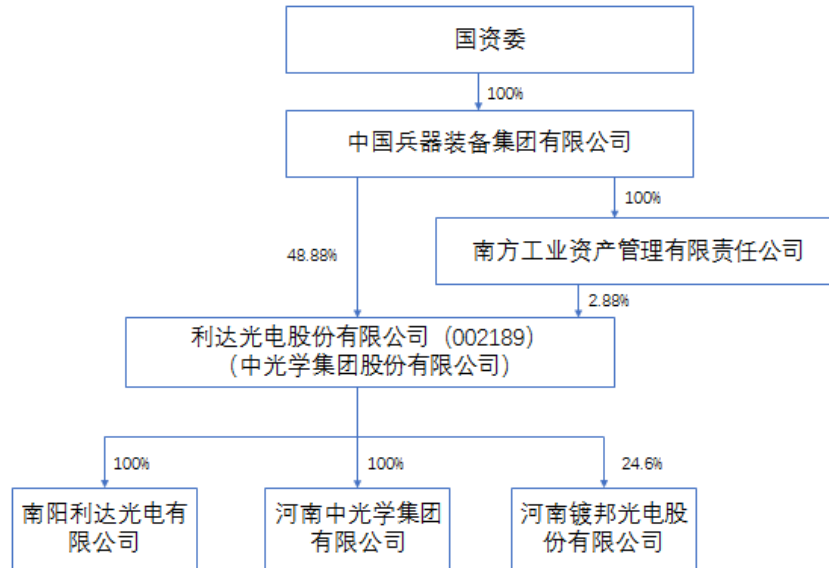 国资委
100%
中国兵器装备集团有限公司
100%
南方工业资产管理有限责任公司
48.88%
2.88%
利达光电股份有限公司（002189）
（中光学集团股份有限公司）
100%
100%
24.6%
南阳利达光电有
限公司
河南中光学集团
有限公司
河南镀邦光电股
份有限公司